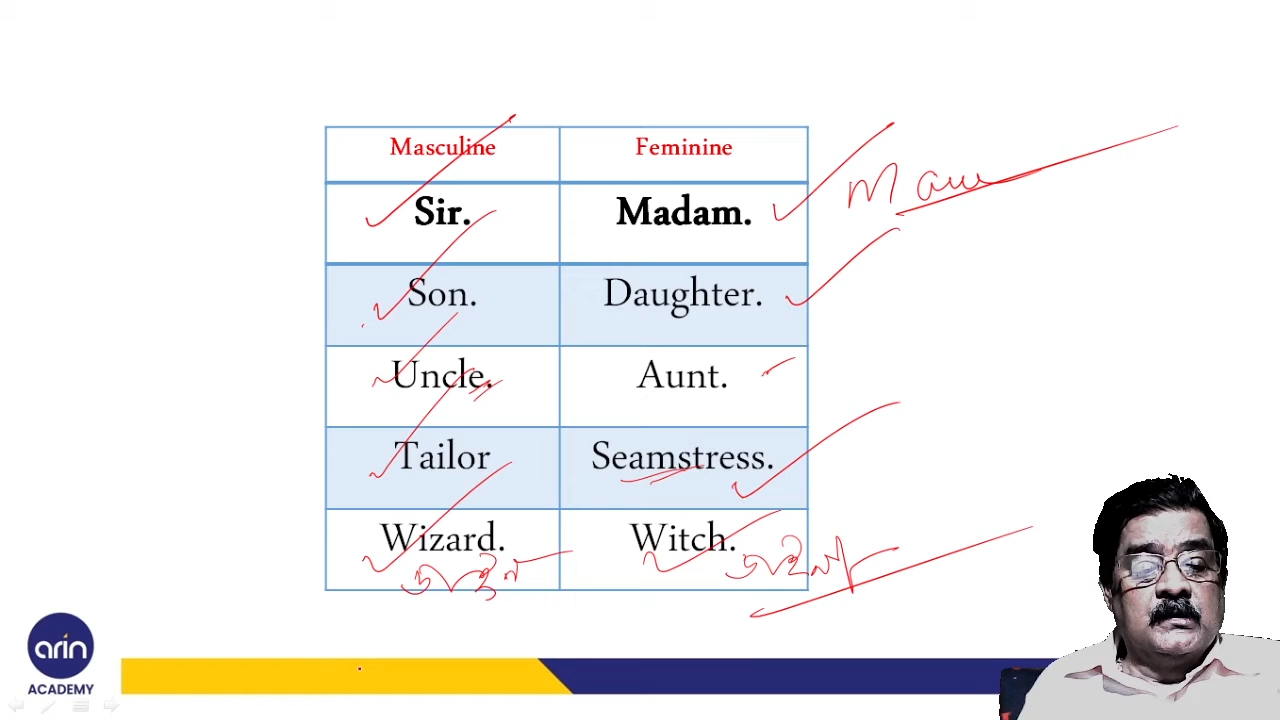 Masculine Feminine
Sir. Madam.
Son. Daughter.
Uncle. Aunt.
Tailor Seamstress.
Wizard. Witch.
arin
ACADEMY